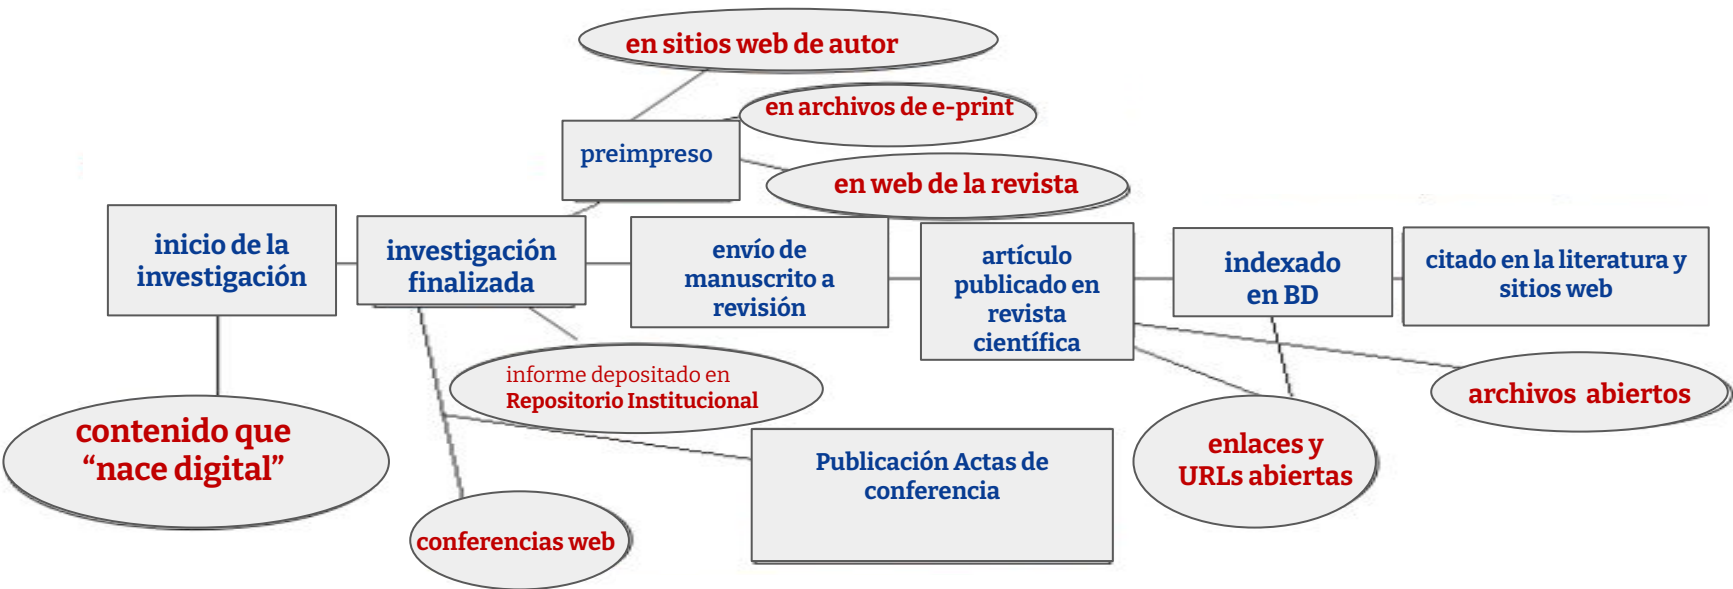 en sitios web de autor
en archivos de e-print
preimpreso
en web de la revista
inicio de la
investigación
investigación
finalizada
envío de
manuscrito a
revisión
artículo
publicado en
revista
científica
indexado
en BD
citado en la literatura y
sitios web
informe depositado en
Repositorio Institucional
archivos abiertos
contenido que
“nace digital”
Publicación Actas de
conferencia
enlaces y
URLs abiertas
conferencias web